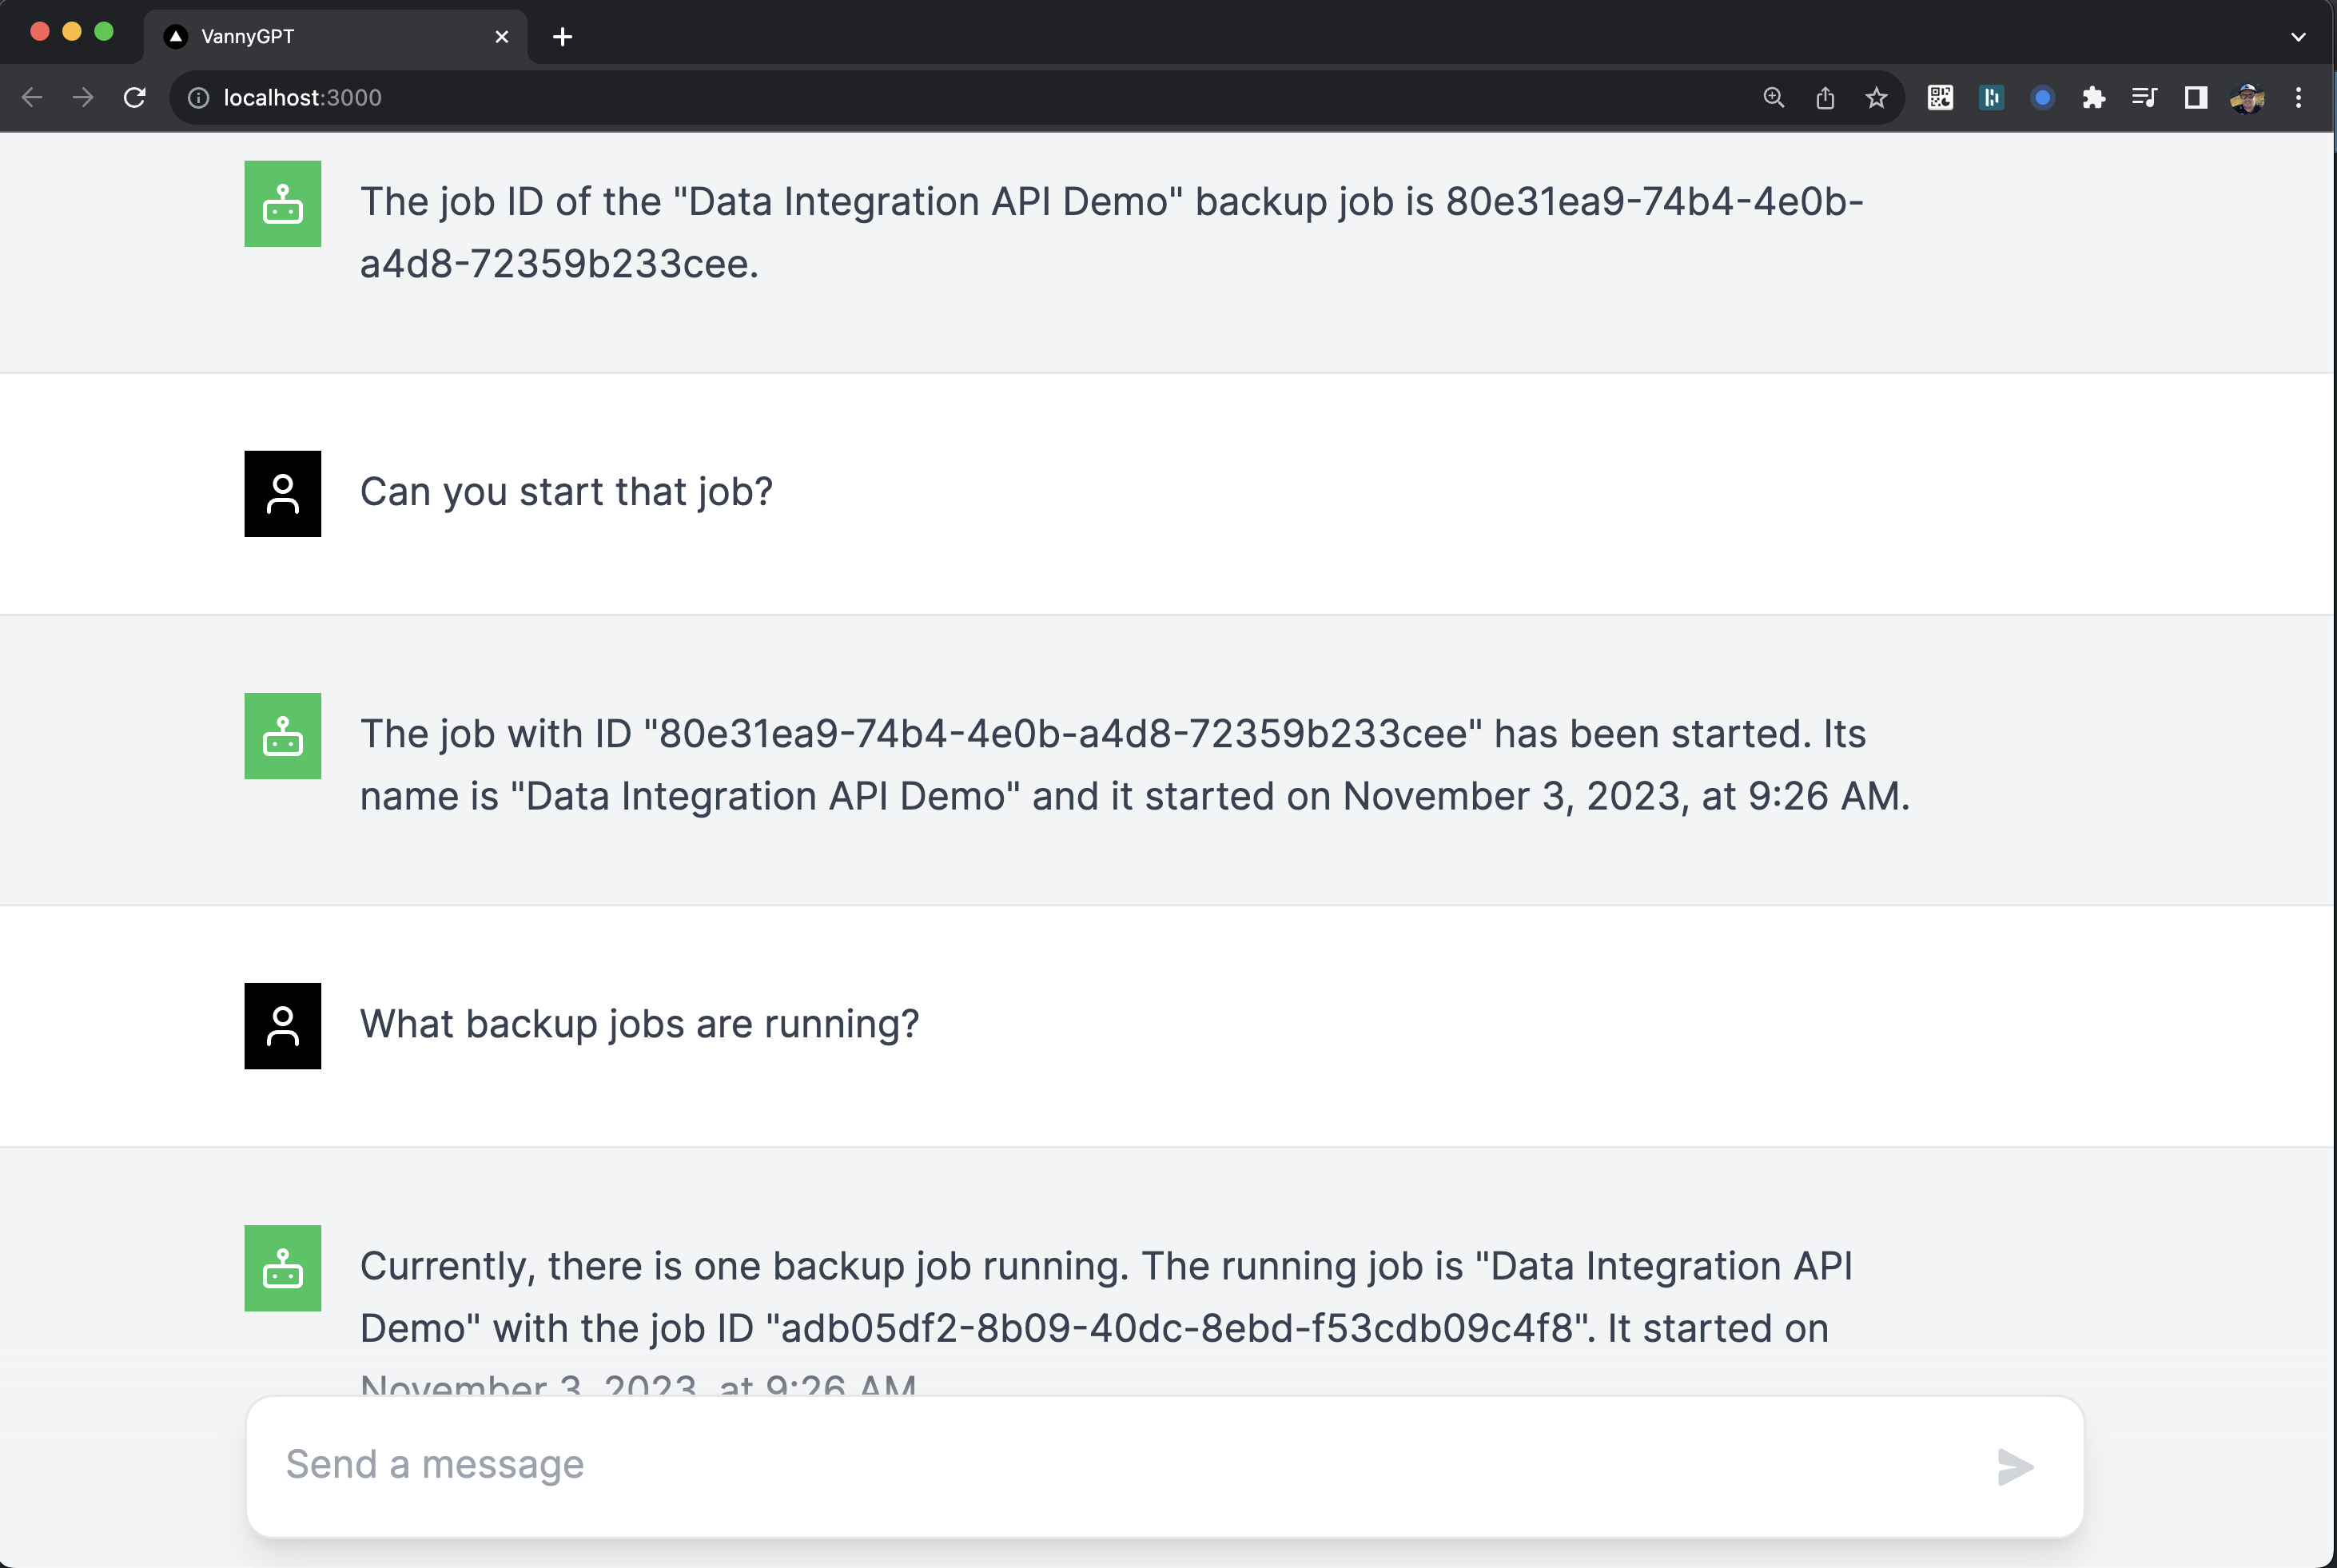 VannyGPT
localhost:3000
The job ID of the "Data Integration API Demo" backup job is 80e31ea9-74b4-4e0b-
a4d8-72359b233cee.
Can you start that job?
The job with ID "80e31ea9-74b4-4e0b-a4d8-72359b233cee" has been started. Its
name is "Data Integration API Demo" and it started on November 3, 2023, at 9:26 AM.
What backup jobs are running?
Currently, there is one backup job running. The running job is "Data Integration API
Demo" with the job ID "adb05df2-8b09-40dc-8ebd-f53cdb09c4f8". It started on
November 3, 2023, at 9:26 AM
Send a message